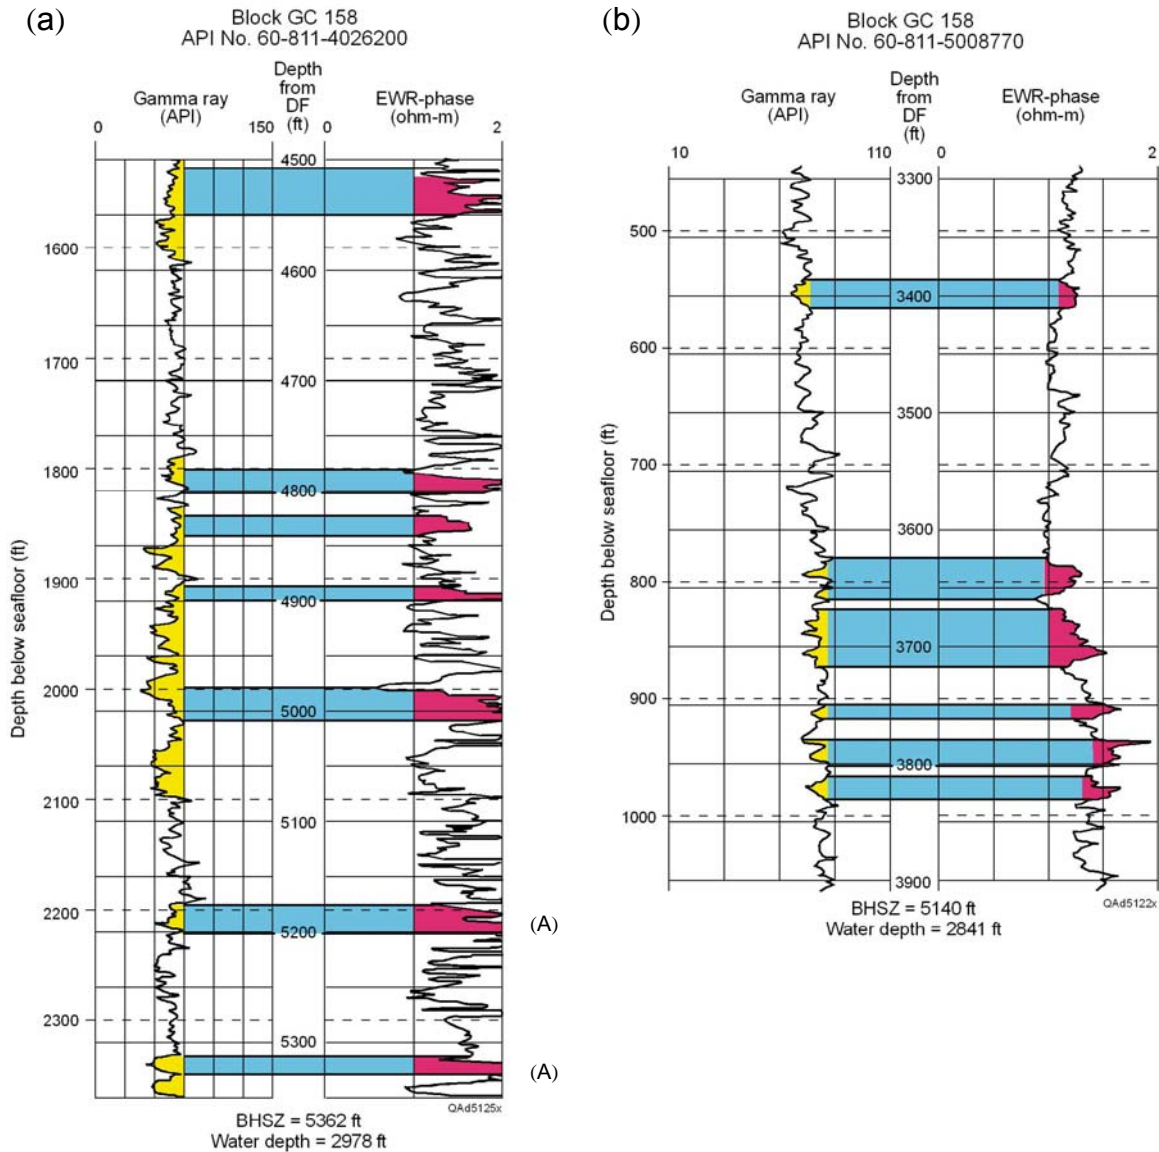 (a)
Block GC 158
API No. 60-811-4026200
Gamma ray
(API)
Depth
from
DF
(ft)
EWR-phase
(ohm-m)
0
150
0
2
Depth below seafloor (ft)
1600
1700
1800
1900
2000
2100
2200
2300
4500
4600
4700
4800
4900
5000
5100
5200
5300
(A)
(A)
QAd5125x
BHSZ = 5362 ft
Water depth = 2978 ft
(b)
Block GC 158
API No. 60-811-5008770
Gamma ray
(API)
Depth
from
DF
(ft)
EWR-phase
(ohm-m)
10
110
0
2
Depth below seafloor (ft)
500
600
700
800
900
1000
3300
3400
3500
3600
3700
3800
3900
QAd5122x
BHSZ = 5140 ft
Water depth = 2841 ft